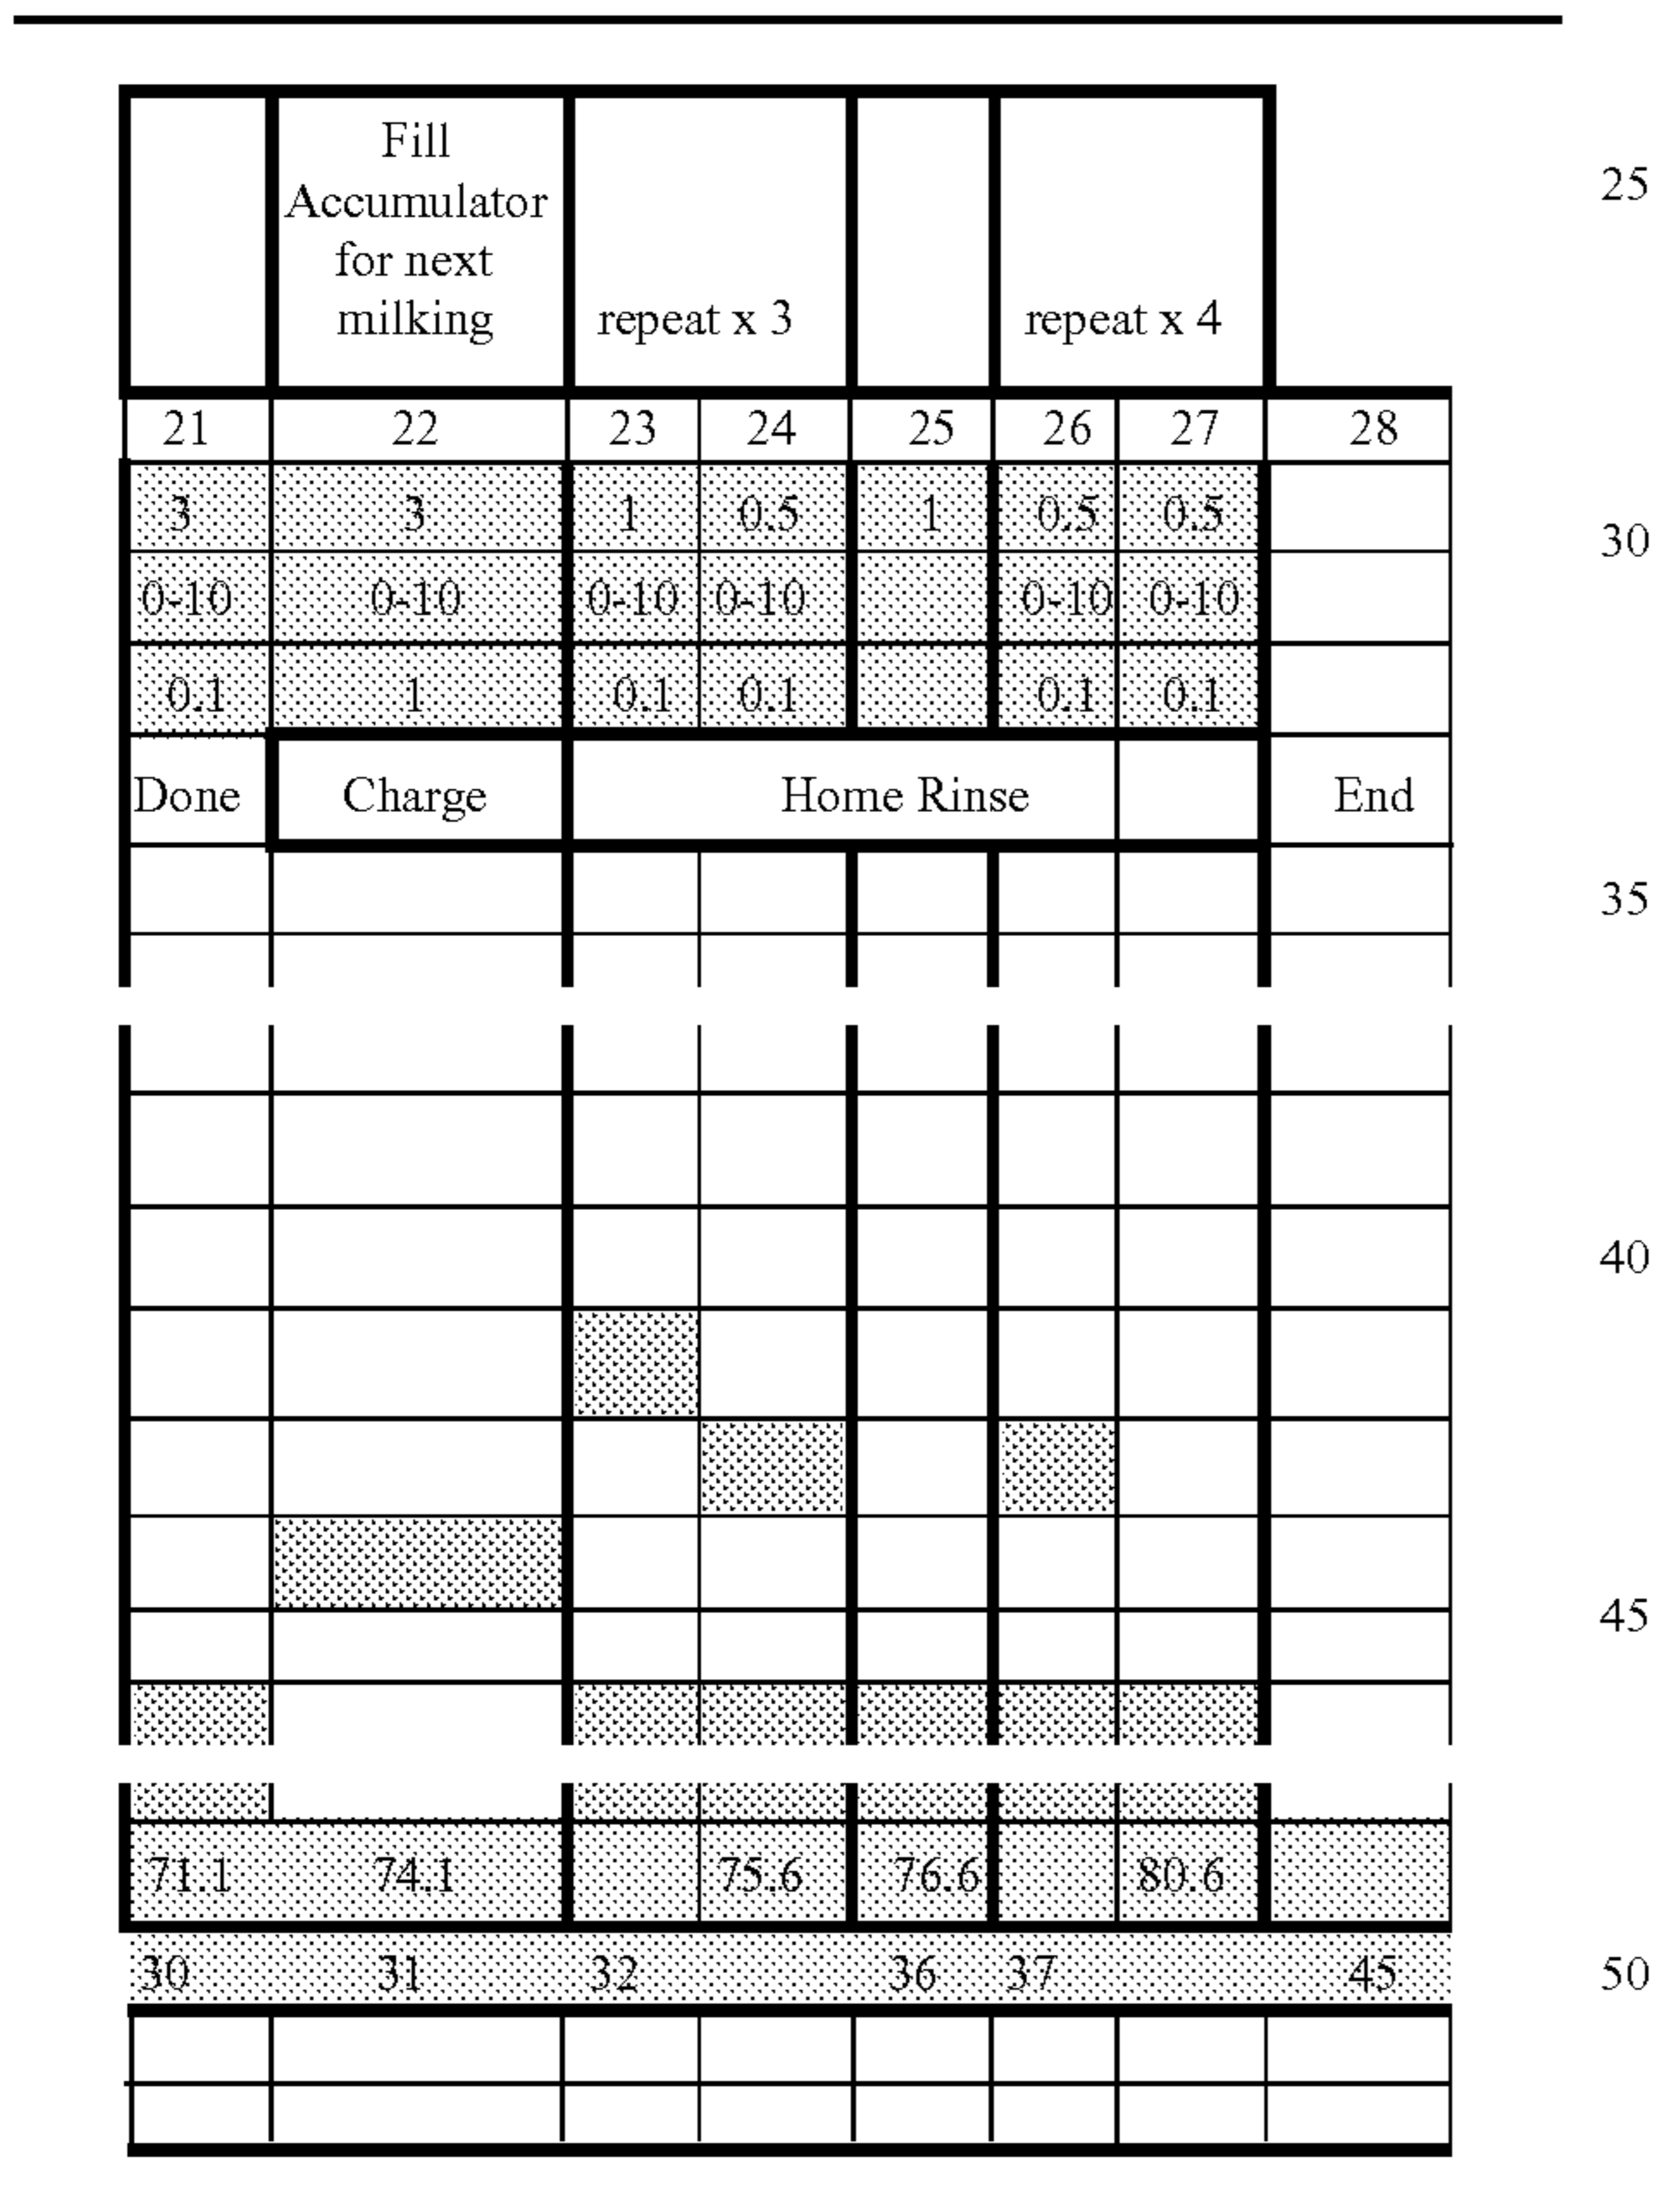 Fill
Accumulator
for next
milking
repeat x 3
repeat x 4
25
21 22 23 24 25 26 27 28
3 3 1 0.5 1 0.5 0.5
30
0-10 0-10 0-10 0-10 0-10 0-10
0.1 1 0.1 0.1 0.1 0.1
Done Charge Home Rinse End
35
40
45
71.1 74.1 75.6 76.6 80.6
30 31 32 36 37 45
50